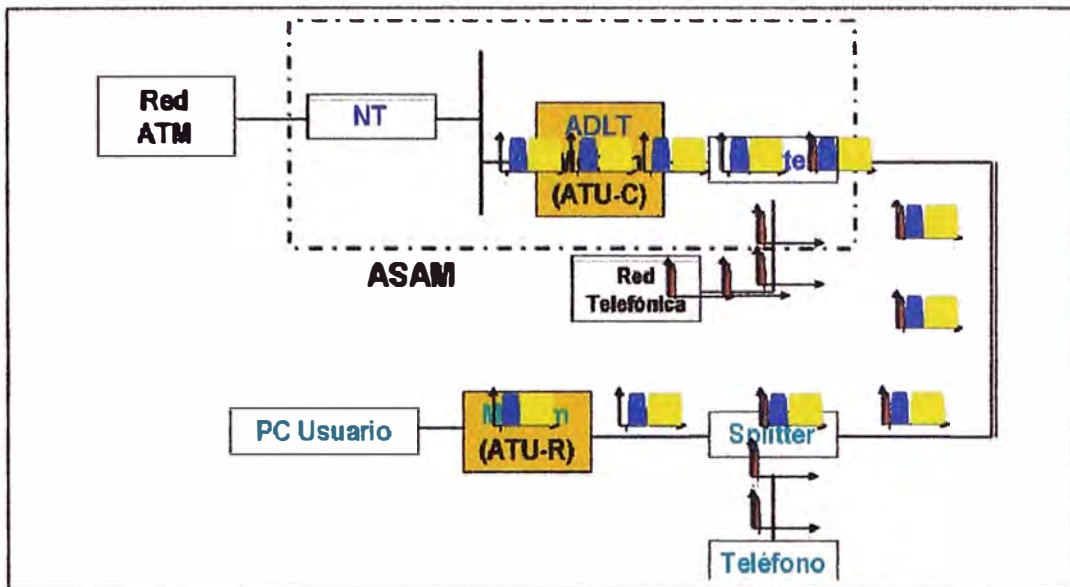 Red
ATM
NT
ADLT
(ATU-C)
ASAM
Red
Telefónica
PC Usuario
(ATU-R)
Splitter
Teléfono